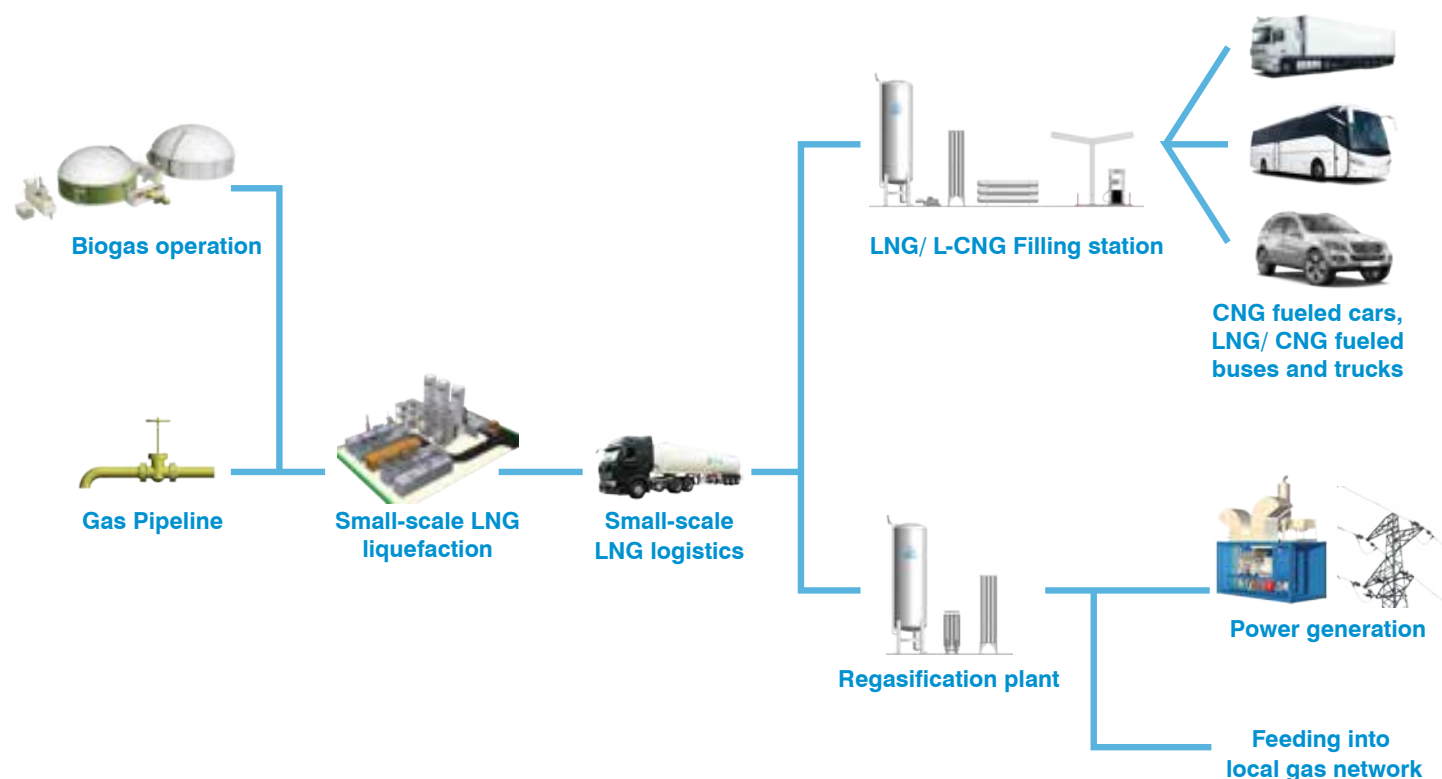 Biogas operation
LNG/ L-CNG Filling station
CNG fueled cars,
LNG/ CNG fueled
buses and trucks
Gas Pipeline
Small-scale LNG
liquefaction
Small-scale
LNG logistics
Regasification plant
Power generation
Feeding into
local gas network